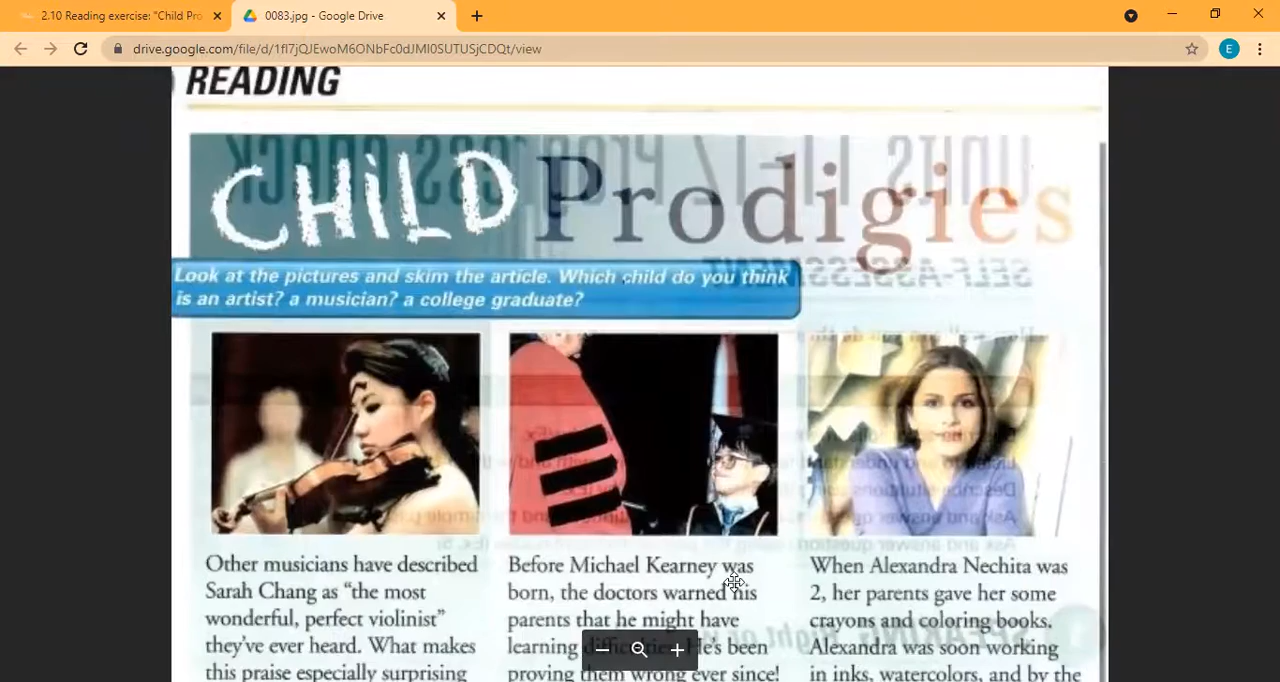 2.10 Reading exercise: "Child Pro
0083.jpg - Google Drive
drive.google.com/file/d/1fl7jQJEwoM6ONbFc0dJMI0SUTUSjCDQt/view
E
READING
CHiLD Prodigies
Look at the pictures and skim the article. Which child do you think
is an artist? a musician? a college graduate?
Other musicians have described
Sarah Chang as “the most
wonderful, perfect violinist”
they’ve ever heard. What makes
this praise especially surprising
Before Michael Kearney was
born, the doctors warned his
parents that he might have
learning difficulties. He’s been
proving them wrong ever since!
When Alexandra Nechita was
2, her parents gave her some
crayons and coloring books.
Alexandra was soon working
in inks, watercolors, and by the